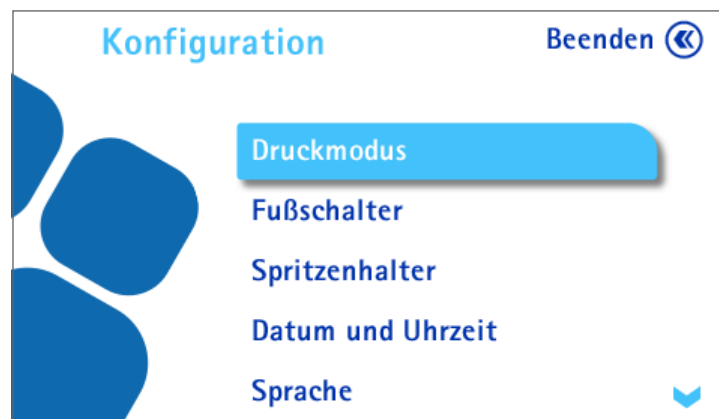 Konfiguration
Beenden
Druckmodus
Fußschalter
Spritzenhalter
Datum und Uhrzeit
Sprache